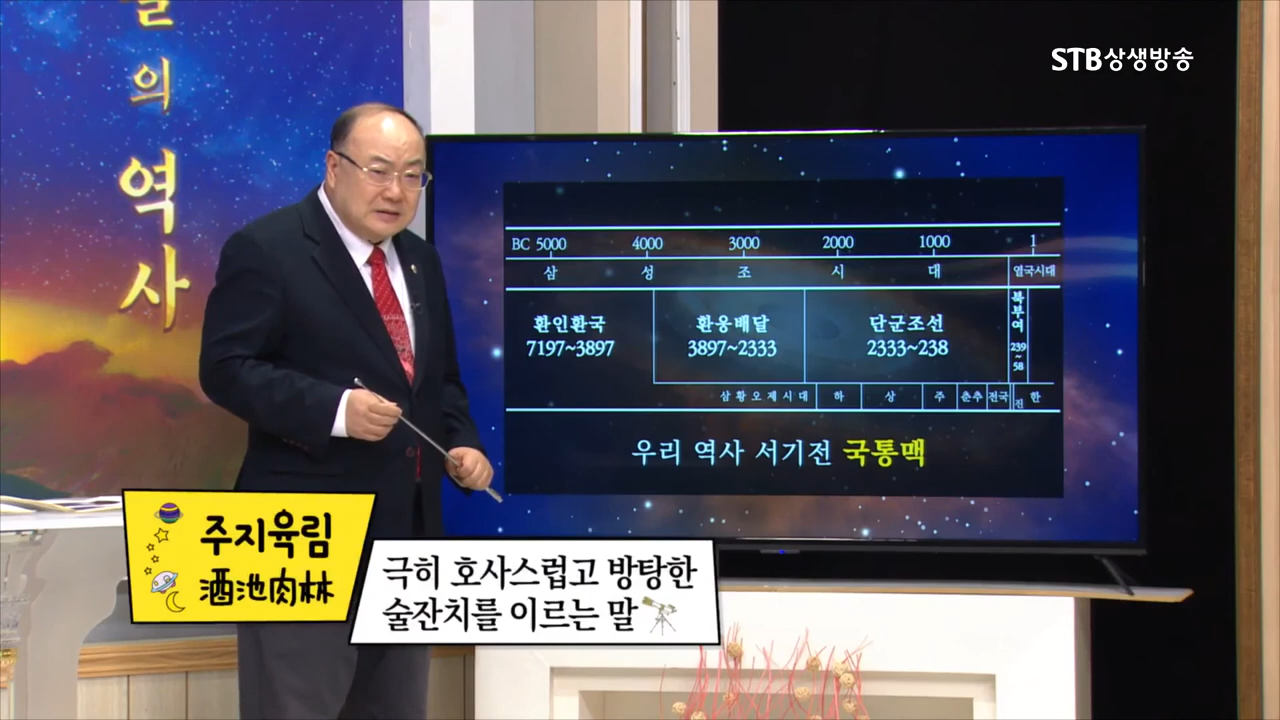 의
역
사
STB상생방송
BC 5000 4000 3000 2000 1000 1
삼 성 조 시 대 열국시대
환인환국 환웅배달 단군조선 북부여
7197~3897 3897~2333 2333~238 239~58
삼황오제시대 하 상 주 춘추 전국 진 한
우리 역사 서기전 국통맥
주지육림
酒池肉林
극히 호사스럽고 방탕한
술잔치를 이르는 말